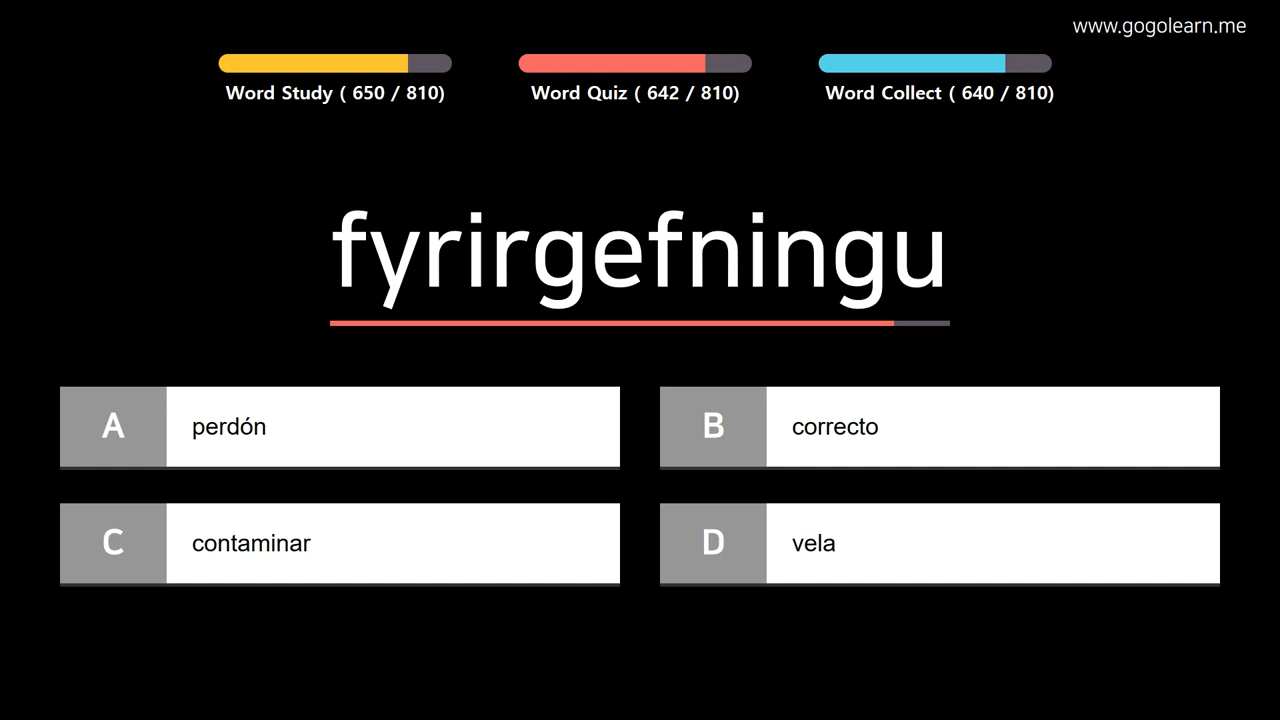 www.gogolearn.me
Word Study ( 650 / 810)
Word Quiz ( 642 / 810)
Word Collect ( 640 / 810)
fyrirgefningu
A perdón
B correcto
C contaminar
D vela